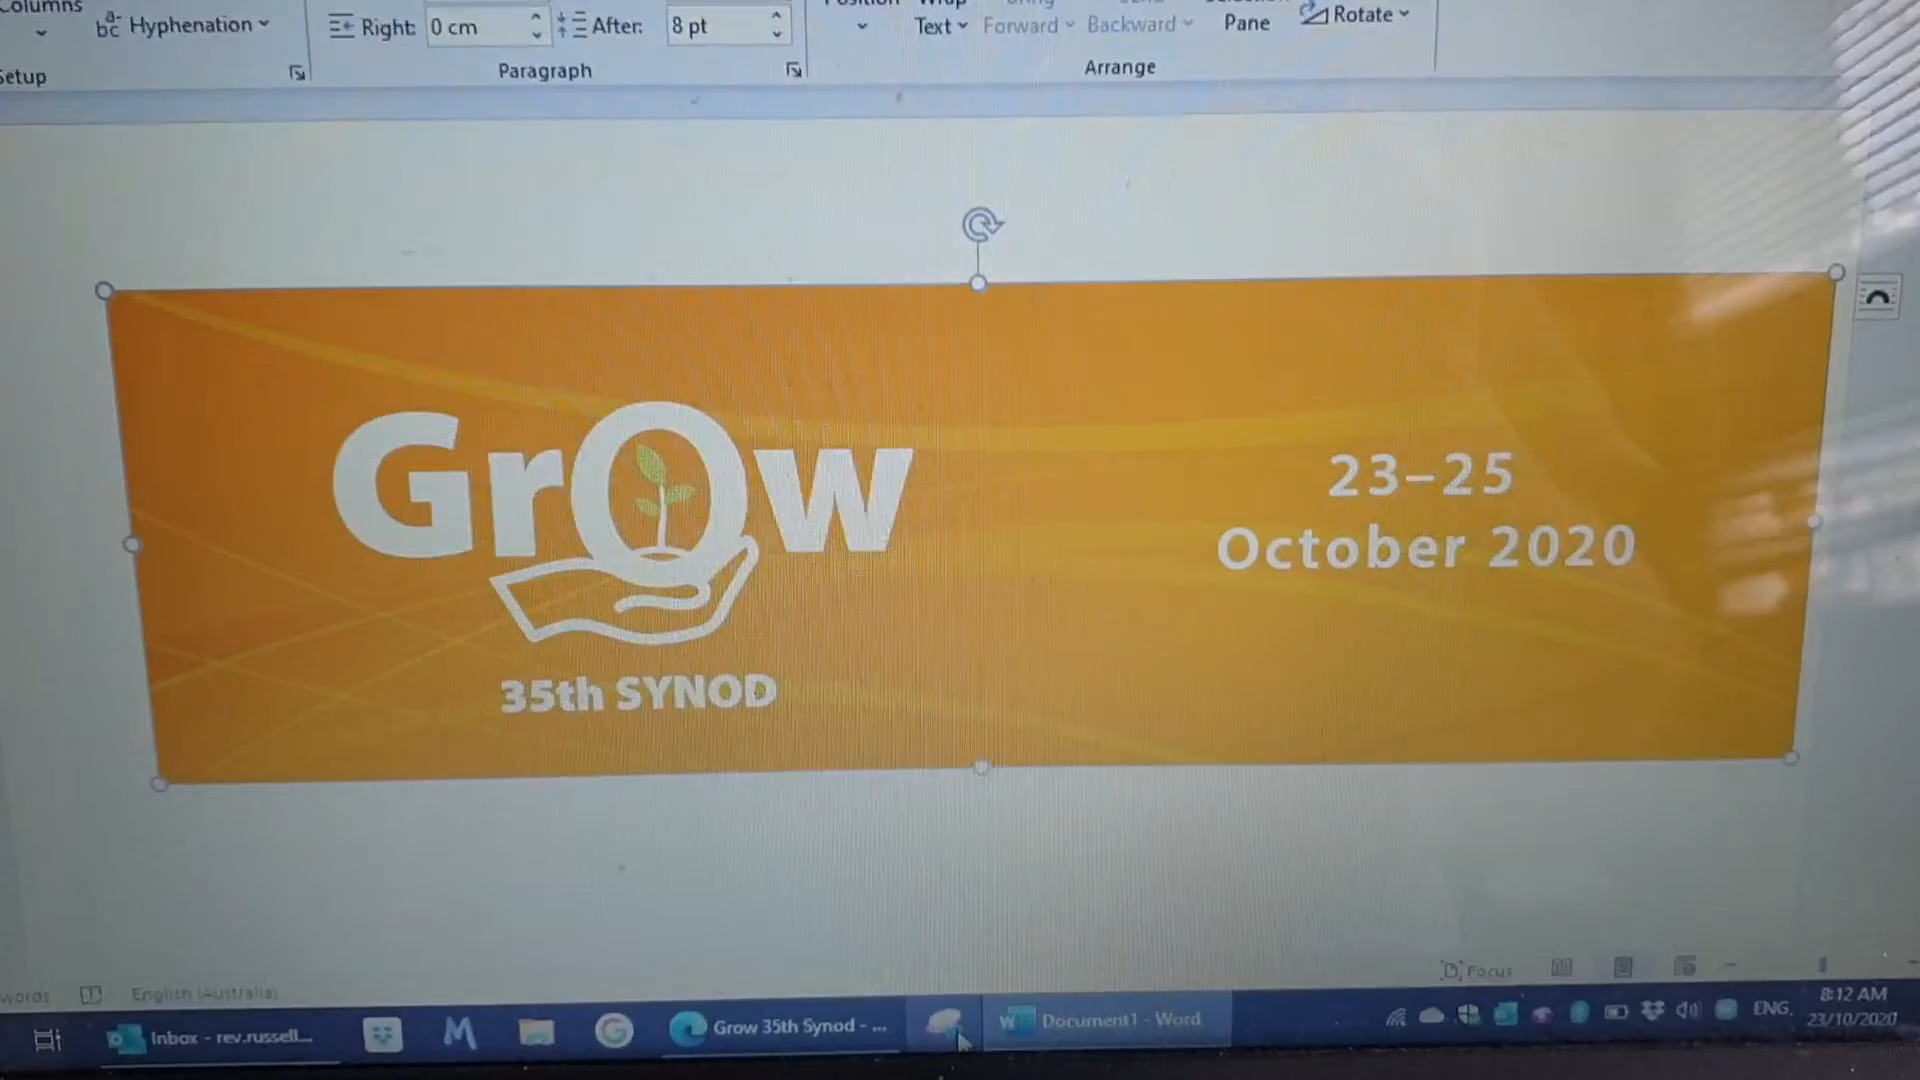 Columns
Hyphenation
Right: 0 cm
After: 8 pt
Text
Forward
Backward
Pane
Rotate
Setup
Paragraph
Arrange
GrOw
35th SYNOD
23–25
October 2020
Focus
words
English (Australia)
Inbox - rev.russell...
Grow 35th Synod - ...
Document1 - Word
ENG.
8:12 AM
23/10/2020